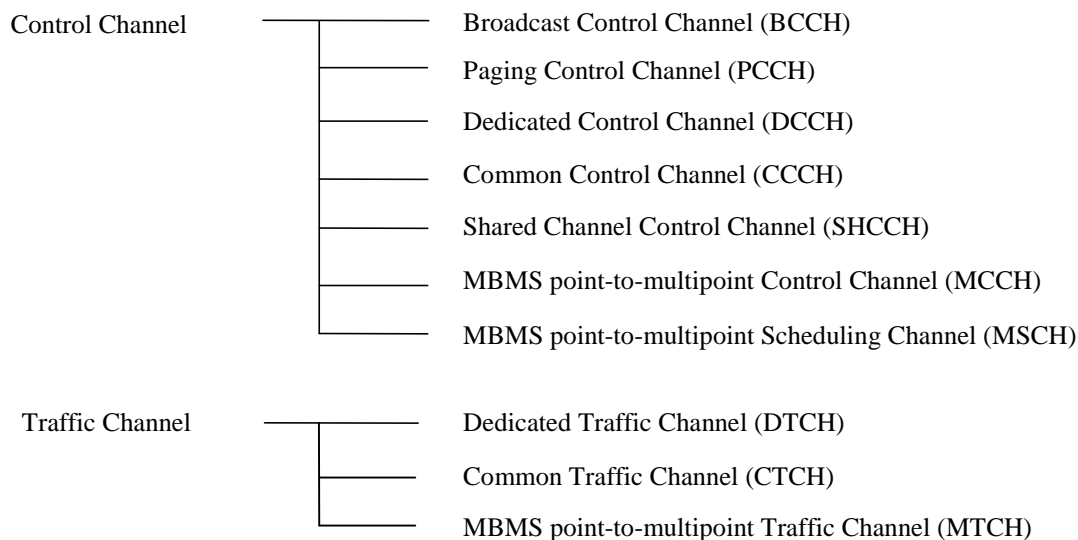 Control Channel
Broadcast Control Channel (BCCH)
Paging Control Channel (PCCH)
Dedicated Control Channel (DCCH)
Common Control Channel (CCCH)
Shared Channel Control Channel (SHCCH)
MBMS point-to-multipoint Control Channel (MCCH)
MBMS point-to-multipoint Scheduling Channel (MSCH)
Traffic Channel
Dedicated Traffic Channel (DTCH)
Common Traffic Channel (CTCH)
MBMS point-to-multipoint Traffic Channel (MTCH)